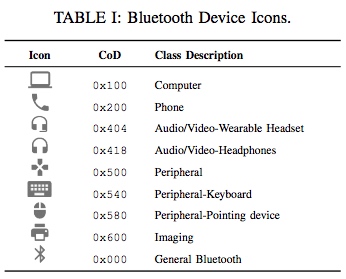 TABLE I: Bluetooth Device Icons.
Icon CoD Class Description
0x100 Computer
0x200 Phone
0x404 Audio/Video-Wearable Headset
0x418 Audio/Video-Headphones
0x500 Peripheral
0x540 Peripheral-Keyboard
0x580 Peripheral-Pointing device
0x600 Imaging
0x000 General Bluetooth